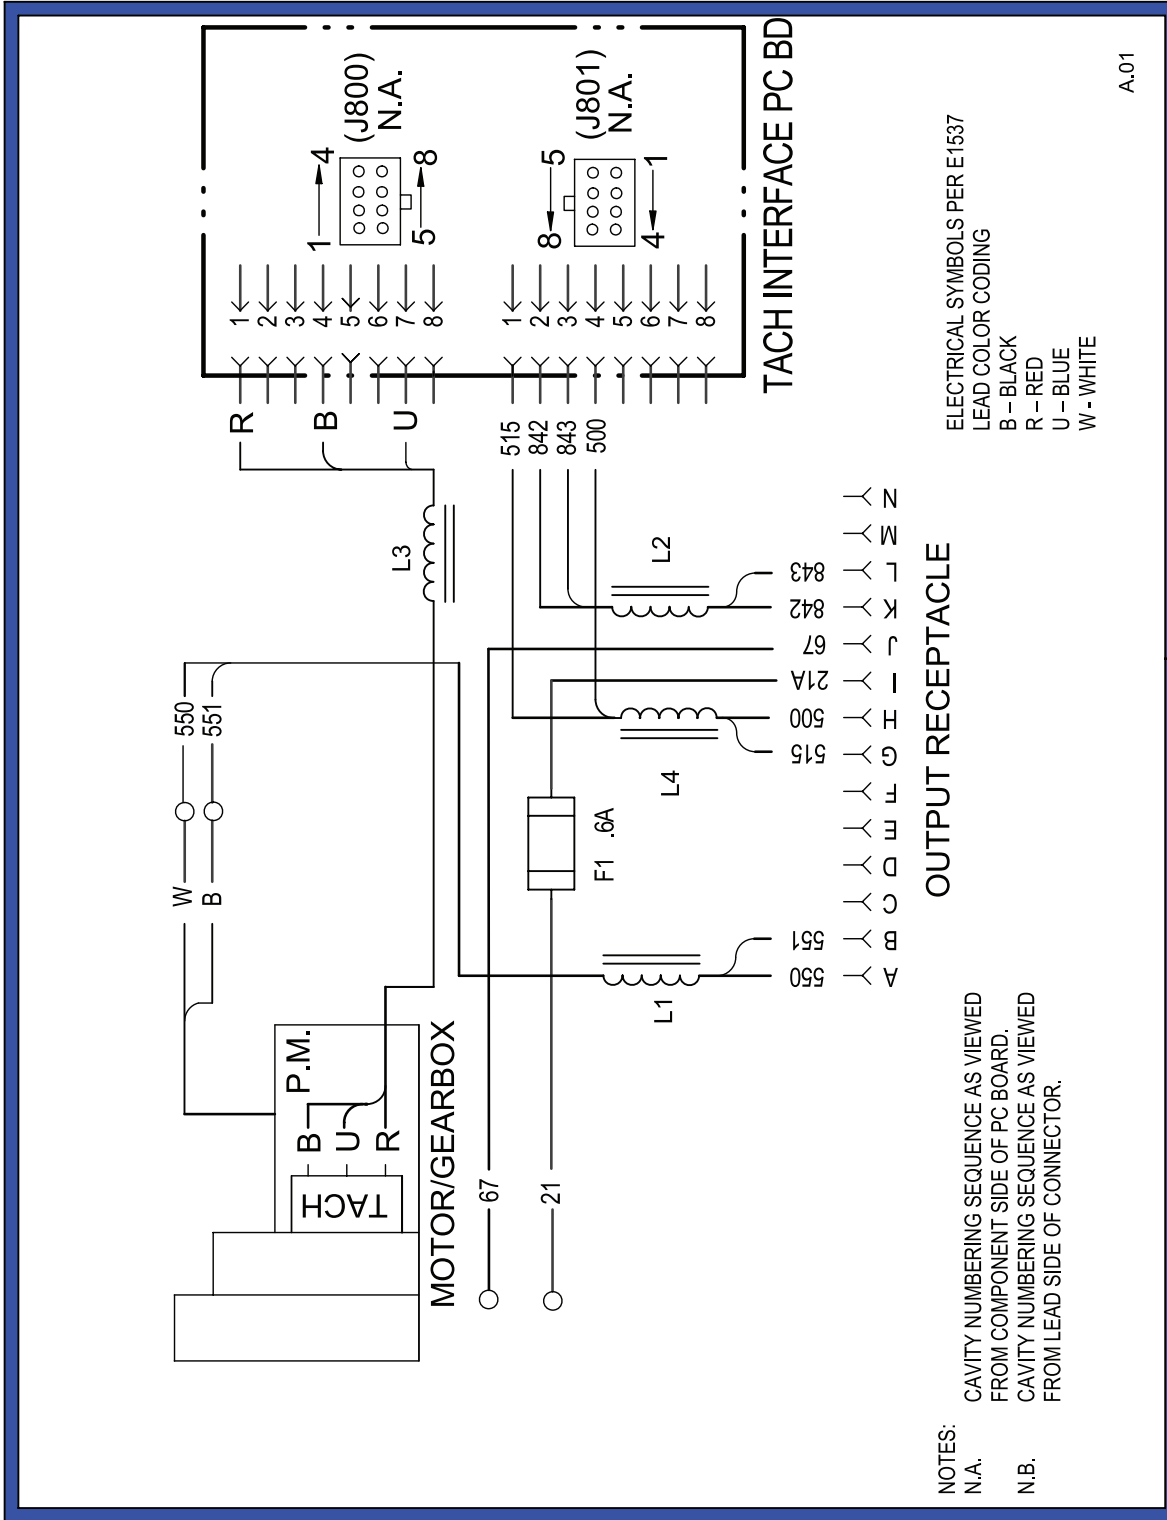 MOTOR/GEARBOX
P.M.
TACH
B
U
R
W
B
550
551
L3
R
B
U
1
2
3
4
5
6
7
8
(J800)
N.A.
1 4
5 8
TACH INTERFACE PC BD
1
2
3
4
5
6
7
8
(J801)
N.A.
8 5
4 1
515
842
843
500
67
21
F1 .6A
L1
L4
L2
550
551
515
500
21A
67
842
843
A
B
C
D
E
F
G
H
I
J
K
L
M
N
OUTPUT RECEPTACLE
NOTES:
N.A. CAVITY NUMBERING SEQUENCE AS VIEWED
FROM COMPONENT SIDE OF PC BOARD.
N.B. CAVITY NUMBERING SEQUENCE AS VIEWED
FROM LEAD SIDE OF CONNECTOR.
ELECTRICAL SYMBOLS PER E1537
LEAD COLOR CODING
B – BLACK
R – RED
U – BLUE
W - WHITE
A.01